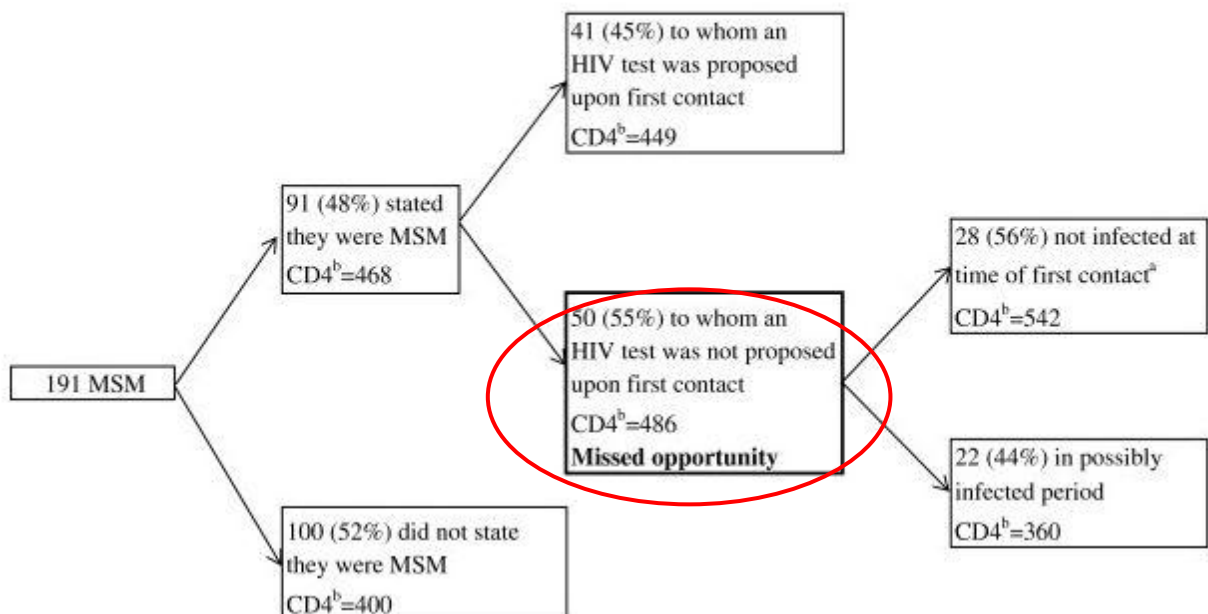 41 (45%) to whom an
HIV test was proposed
upon first contact
CD4ᵇ=449
91 (48%) stated
they were MSM
CD4ᵇ=468
28 (56%) not infected at
time of first contactᵃ
CD4ᵇ=542
50 (55%) to whom an
HIV test was not proposed
upon first contact
CD4ᵇ=486
Missed opportunity
191 MSM
22 (44%) in possibly
infected period
CD4ᵇ=360
100 (52%) did not state
they were MSM
CD4ᵇ=400